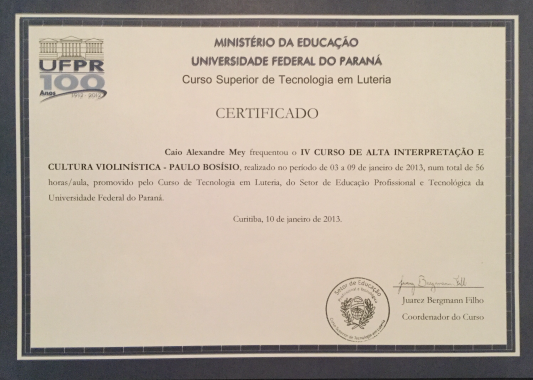 UFPR
100
Anos 1912 - 2012
MINISTÉRIO DA EDUCAÇÃO
UNIVERSIDADE FEDERAL DO PARANÁ
Curso Superior de Tecnologia em Luteria
CERTIFICADO
Caio Alexandre Mey frequentou o IV CURSO DE ALTA INTERPRETAÇÃO E
CULTURA VIOLINÍSTICA - PAULO BOSÍSIO, realizado no período de 03 a 09 de janeiro de 2013, num total de 56
horas/aula, promovido pelo Curso de Tecnologia em Luteria, do Setor de Educação Profissional e Tecnológica da
Universidade Federal do Paraná.
Curitiba, 10 de janeiro de 2013.
Setor de Educação
Juarez Bergmann Filho
Coordenador do Curso